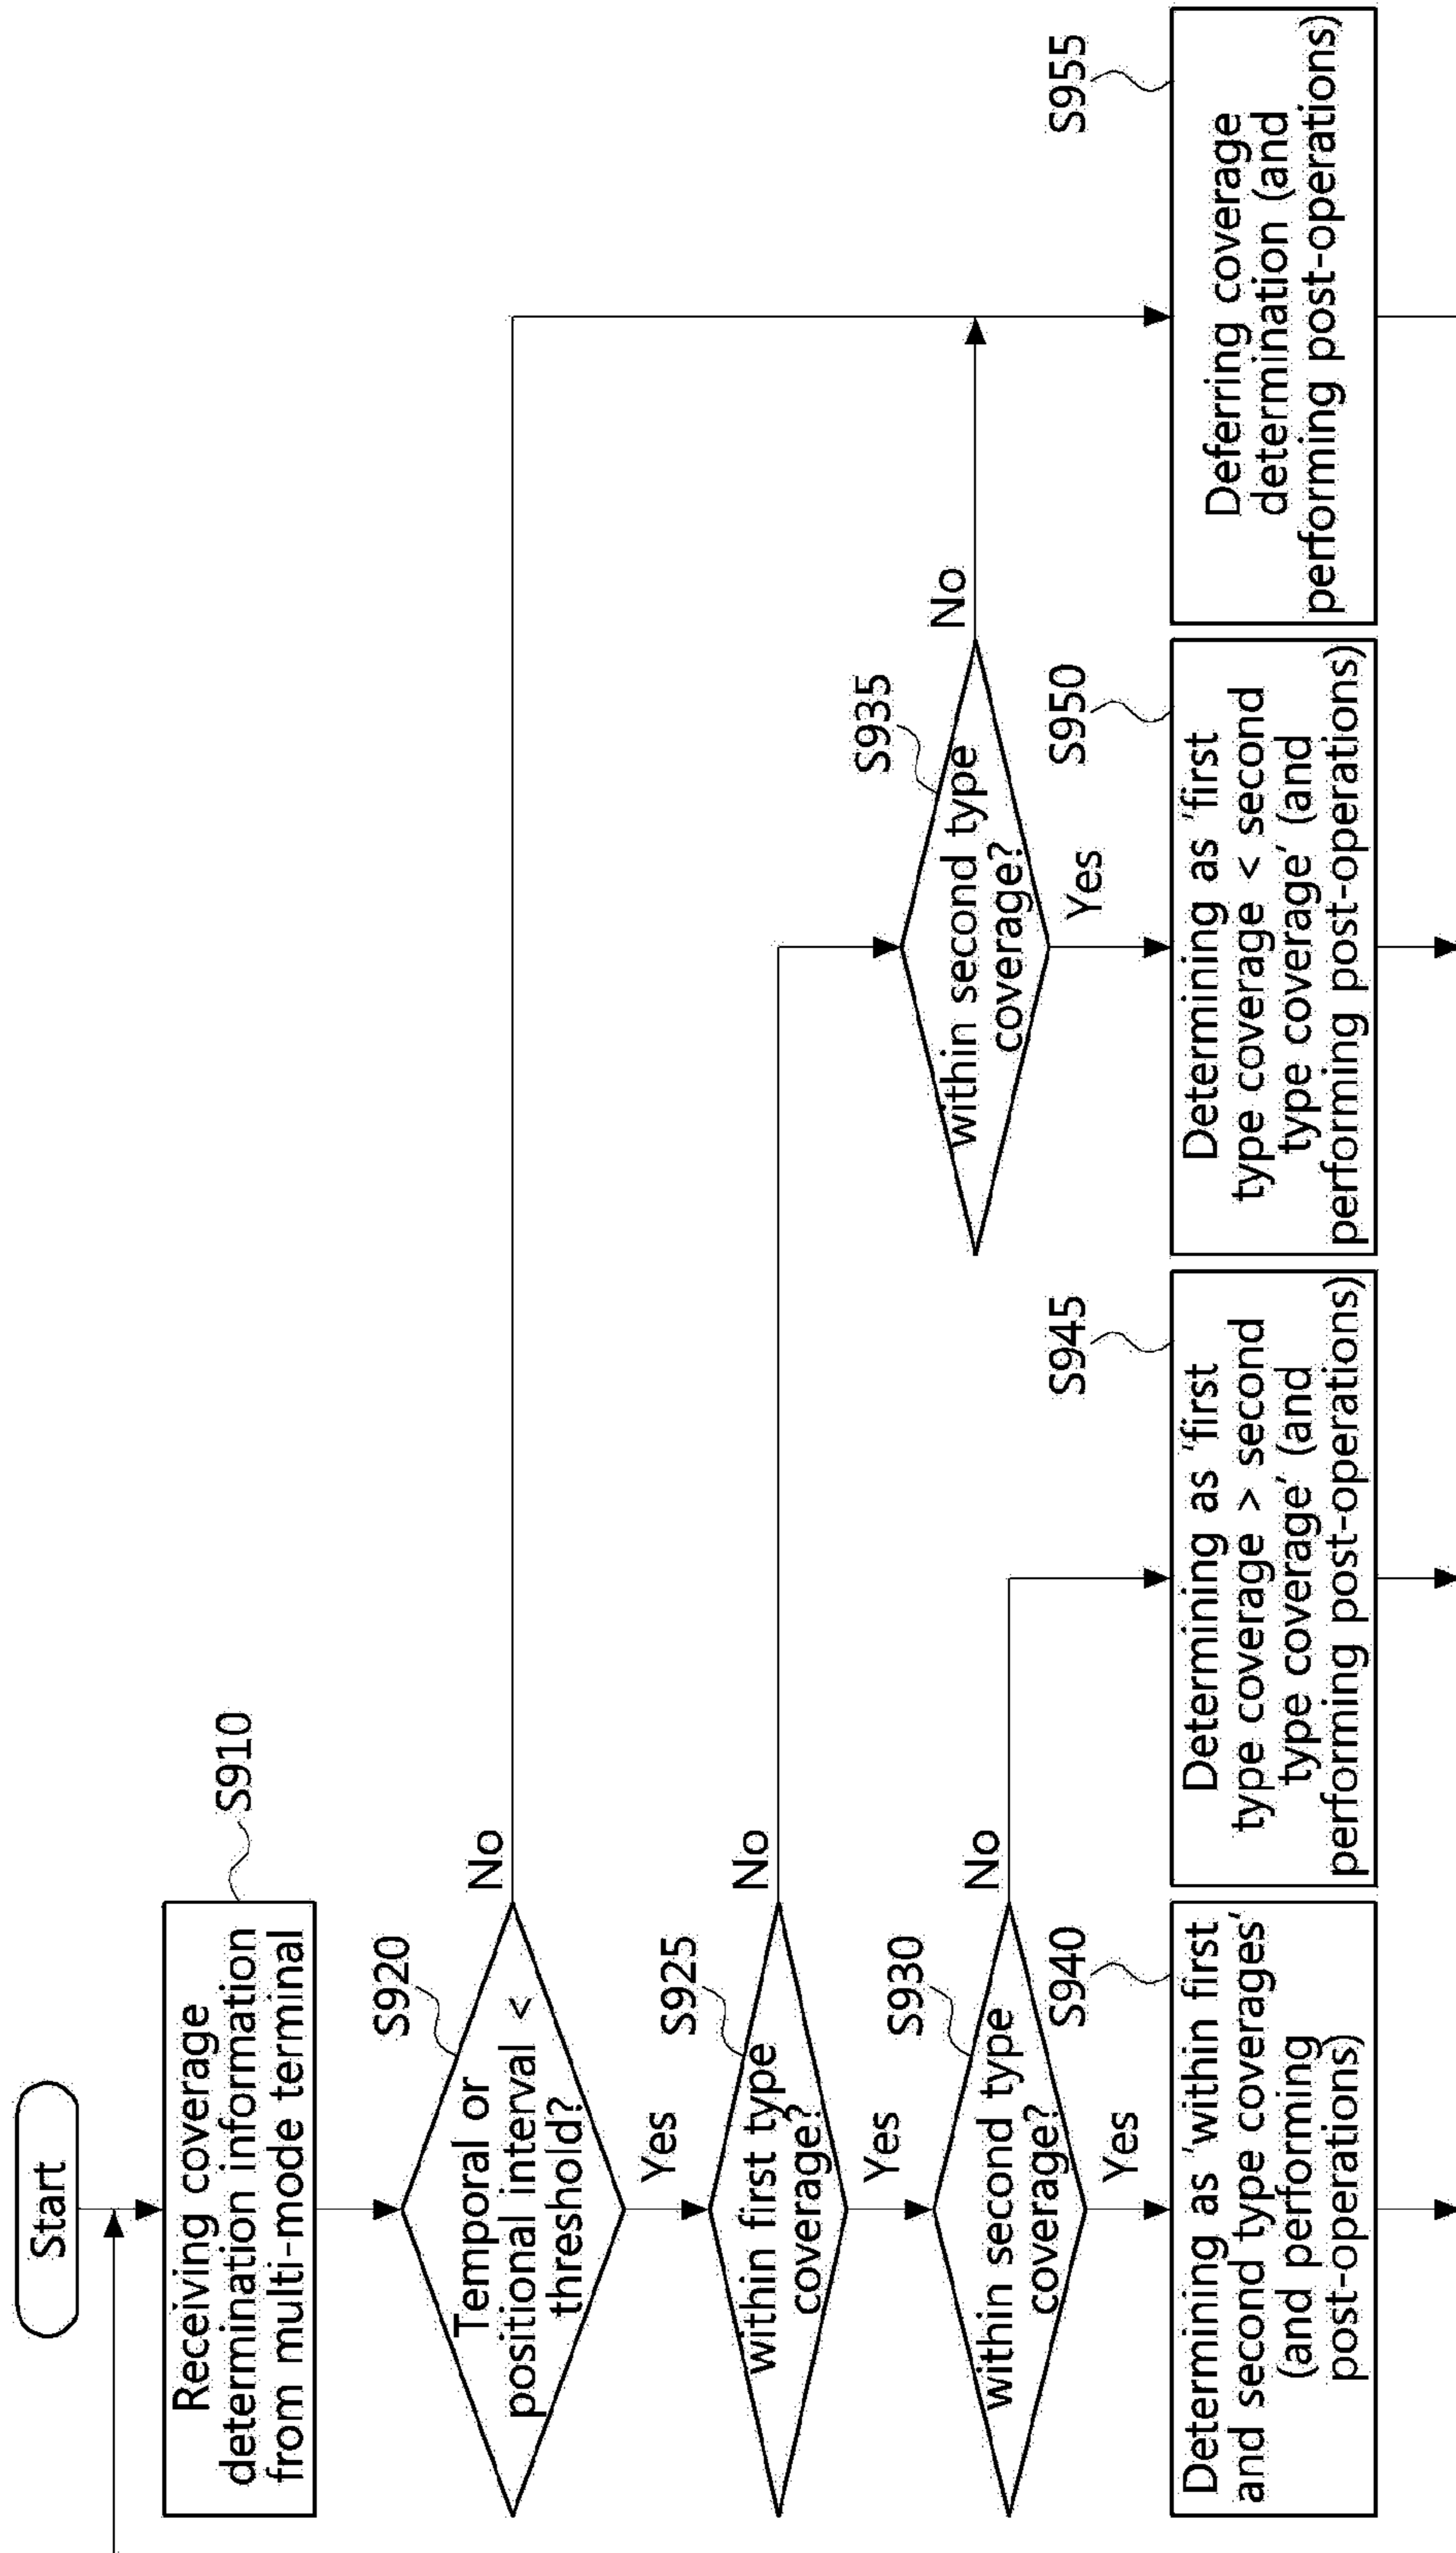 Start
Receiving coverage
determination information
from multi-mode terminal
S910
S920
Temporal or
positional interval <
threshold?
No
Yes
S925
within first type
coverage?
No
Yes
S930
within second type
coverage?
No
Yes
S935
within second type
coverage?
No
Yes
S940
Determining as ‘within first
and second type coverages‘
(and performing
post-operations)
S945
Determining as ‘first
type coverage > second
type coverage’ (and
performing post-operations)
S950
Determining as ‘first
type coverage < second
type coverage’ (and
performing post-operations)
S955
Deferring coverage
determination (and
performing post-operations)